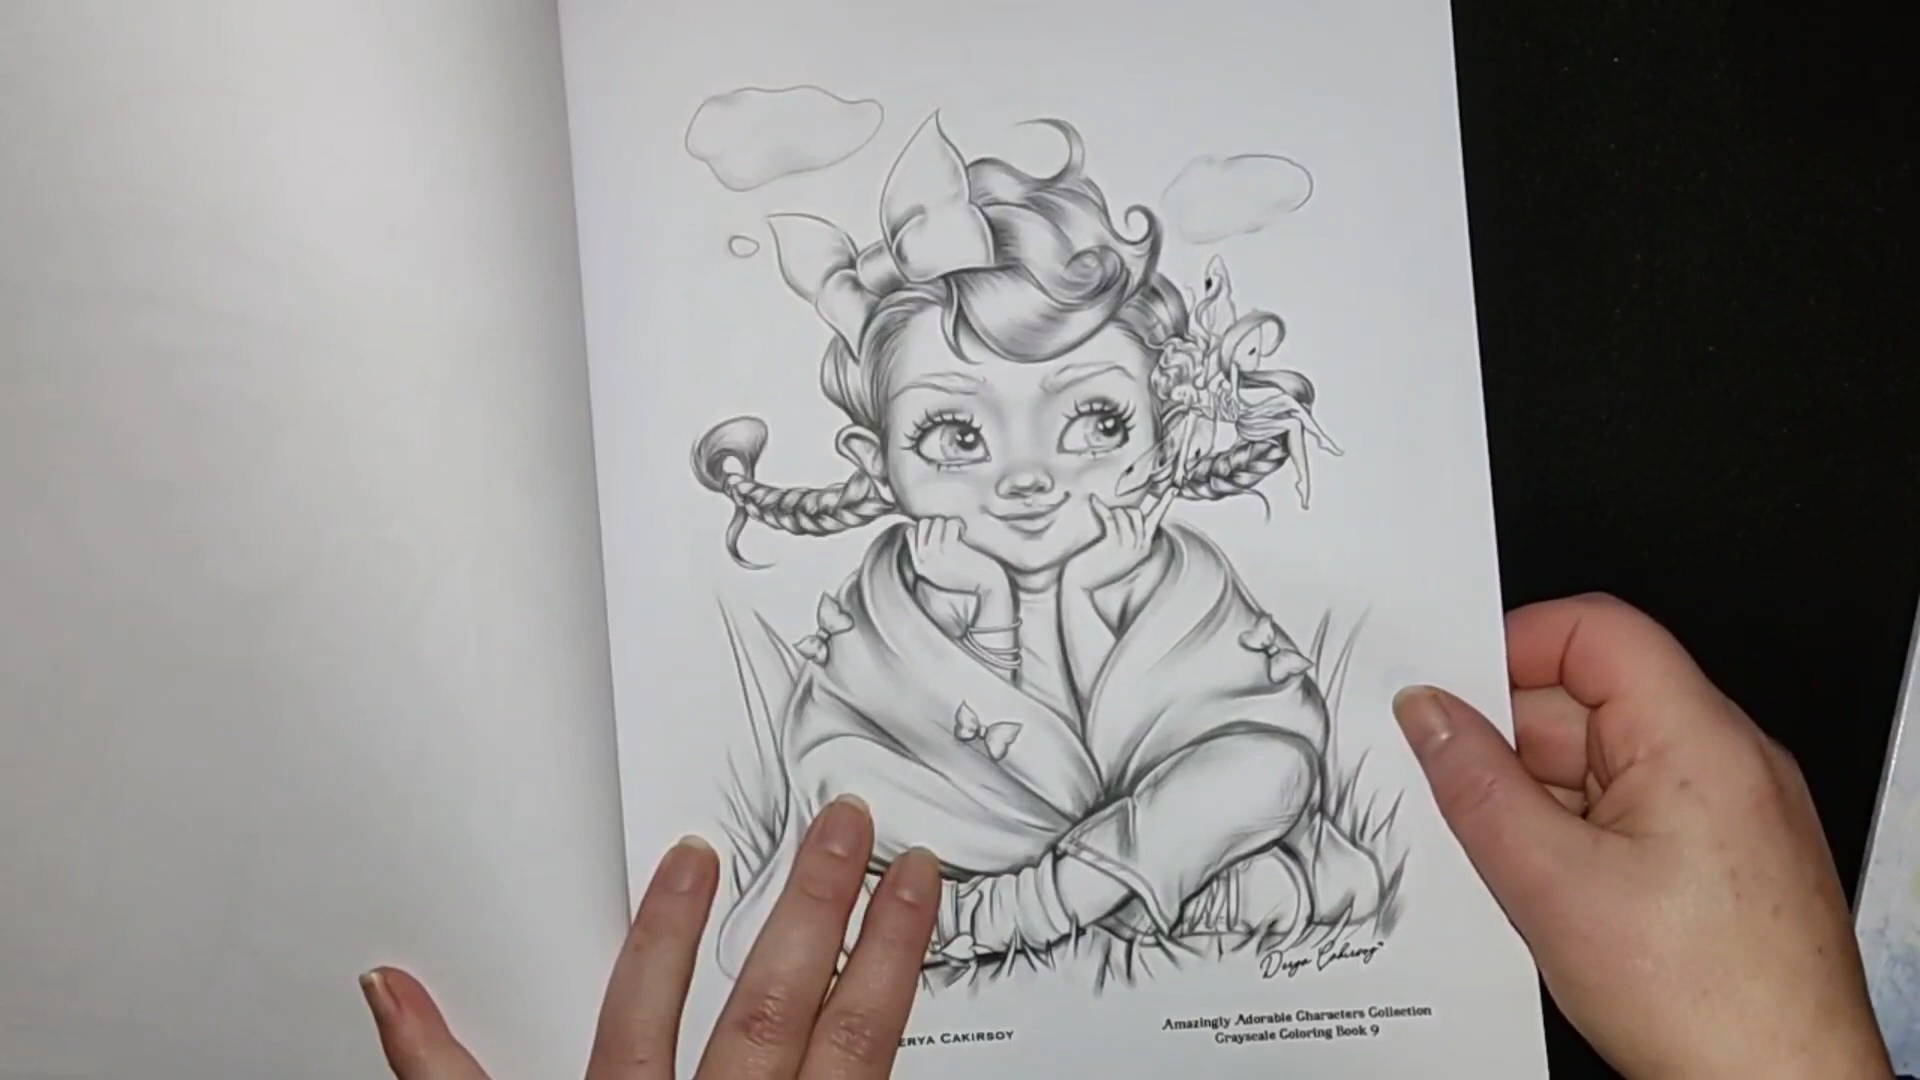 Derya Cakirsoy
ERYA CAKIRSOY
Amazingly Adorable Characters Collection
Grayscale Coloring Book 9